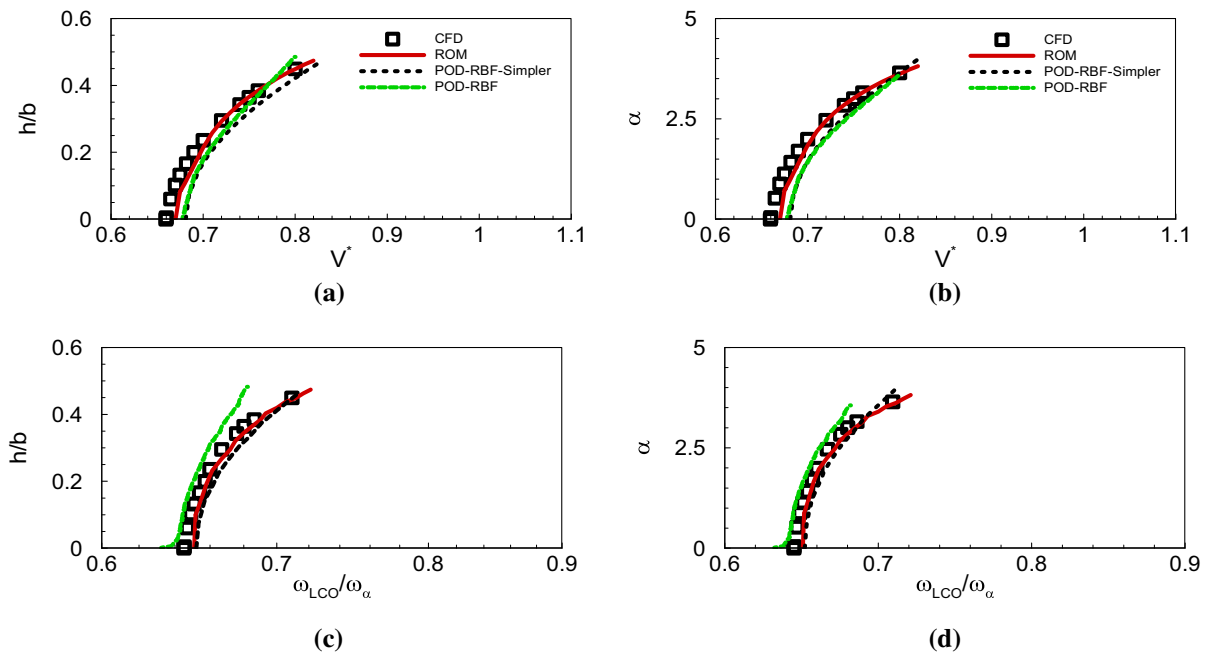 0.6
0.4
0.2
0
h/b
CFD
ROM
POD-RBF-Simpler
POD-RBF
0.6 0.7 0.8 0.9 1 1.1
V*
(a)
5
2.5
0
α
CFD
ROM
POD-RBF-Simpler
POD-RBF
0.6 0.7 0.8 0.9 1 1.1
V*
(b)
0.6
0.4
0.2
0
h/b
0.6 0.7 0.8 0.9
ωLCO/ωα
(c)
5
2.5
0
α
0.6 0.7 0.8 0.9
ωLCO/ωα
(d)